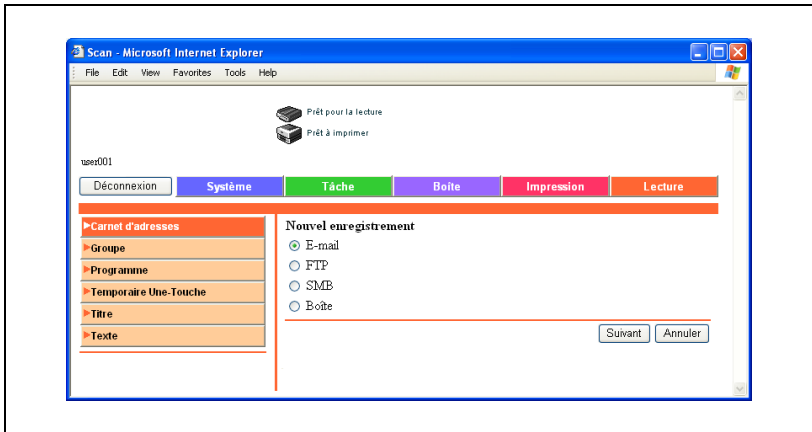 Scan - Microsoft Internet Explorer
File Edit View Favorites Tools Help
Prêt pour la lecture
Prêt à imprimer
user001
Déconnexion Système Tâche Boîte Impression Lecture
Carnet d'adresses
Groupe
Programme
Temporaire Une-Touche
Titre
Texte
Nouvel enregistrement
E-mail
FTP
SMB
Boîte
Suivant Annuler